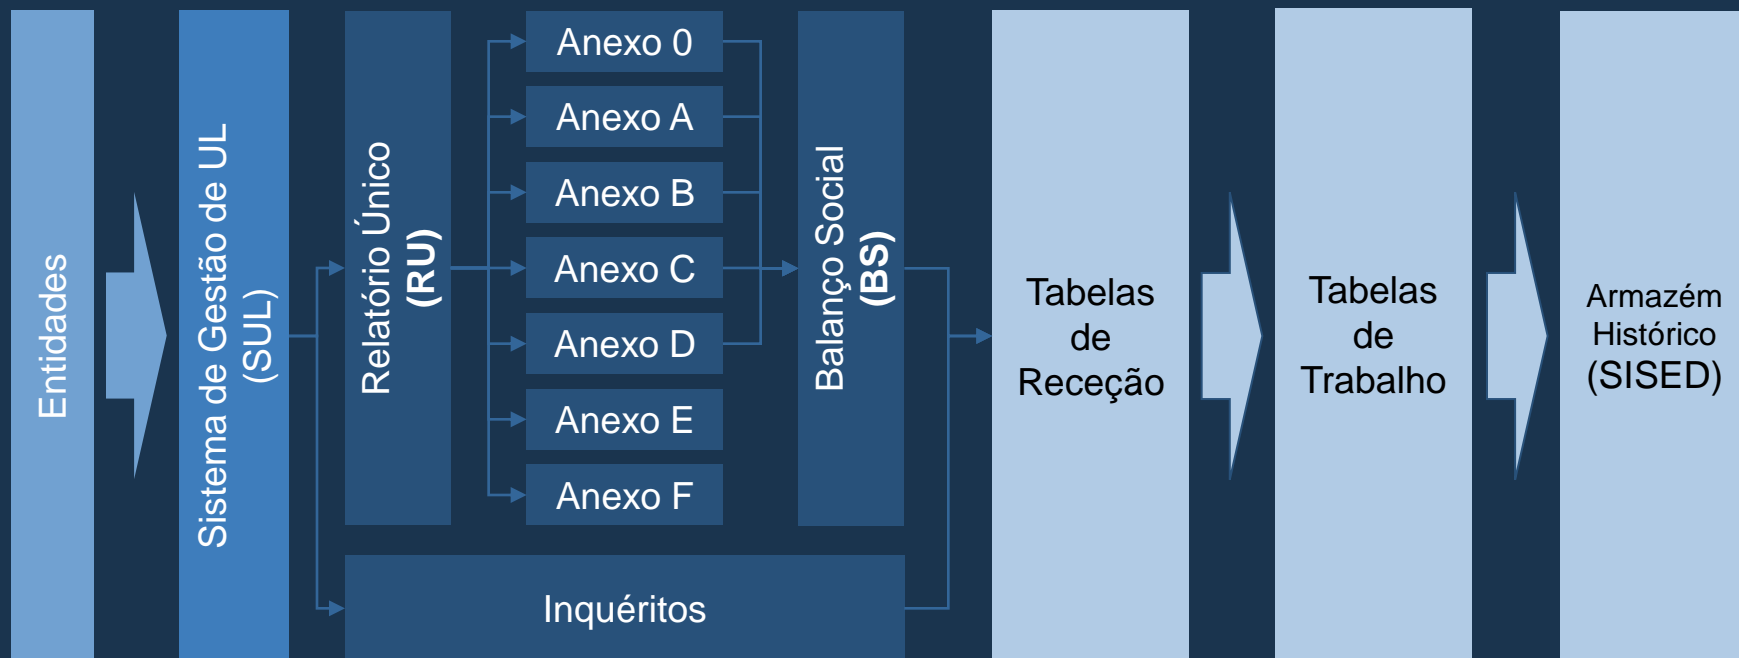 Entidades
Sistema de Gestão de UL
(SUL)
Relatório Único
(RU)
Anexo 0
Anexo A
Anexo B
Anexo C
Anexo D
Anexo E
Anexo F
Balanço Social
(BS)
Inquéritos
Tabelas
de
Receção
Tabelas
de
Trabalho
Armazém
Histórico
(SISED)